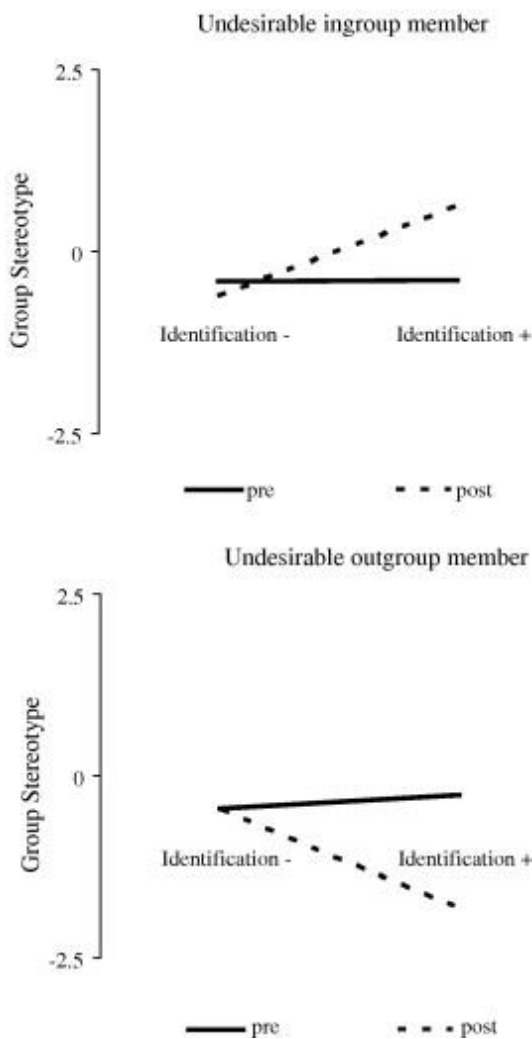 Undesirable ingroup member
2.5
Group Stereotype
0
Identification - Identification +
-2.5
pre post
Undesirable outgroup member
2.5
Group Stereotype
0
Identification - Identification +
-2.5
pre post